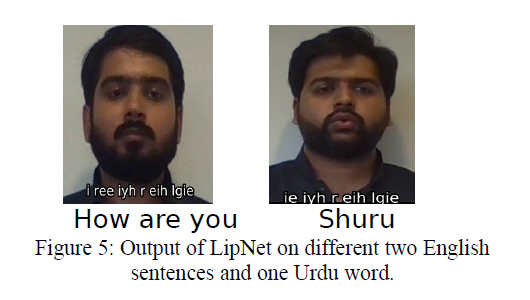 i ree iyh r eih lgie
ie iyh r eih lgie
How are you
Shuru
Figure 5: Output of LipNet on different two English
sentences and one Urdu word.